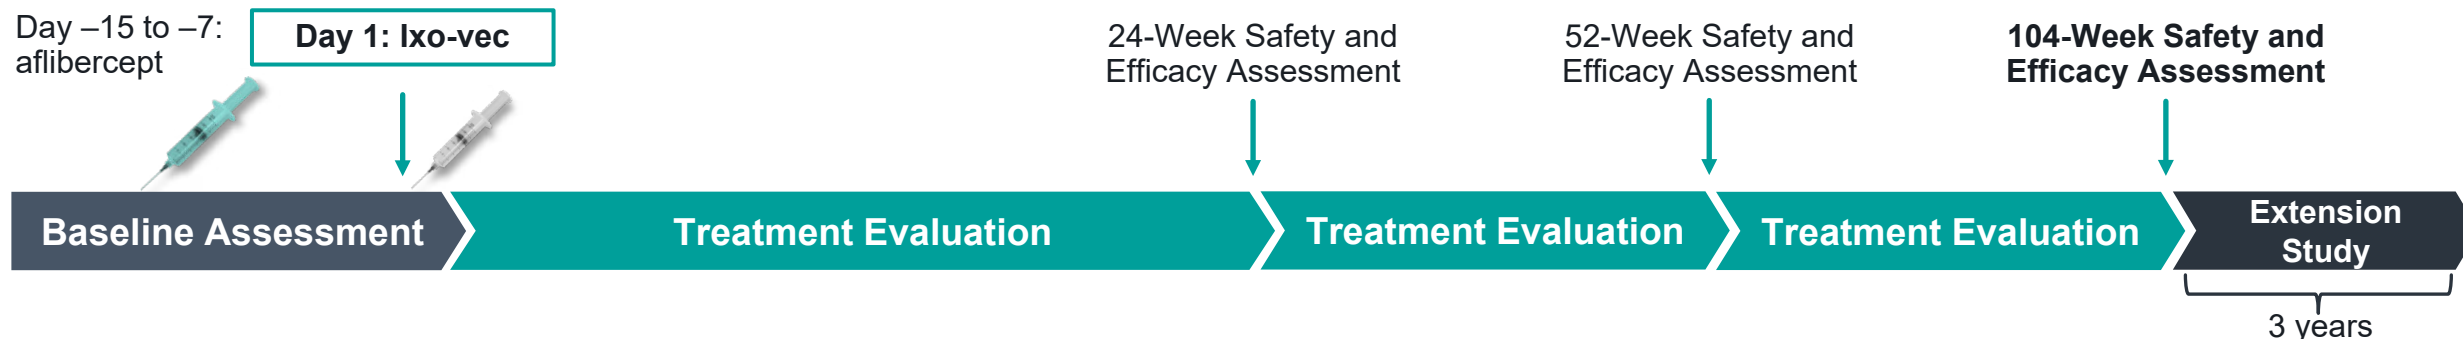 Day –15 to –7:
aflibercept
Day 1: Ixo-vec
24-Week Safety and
Efficacy Assessment
52-Week Safety and
Efficacy Assessment
104-Week Safety and
Efficacy Assessment
Baseline Assessment
Treatment Evaluation
Treatment Evaluation
Treatment Evaluation
Extension
Study
3 years